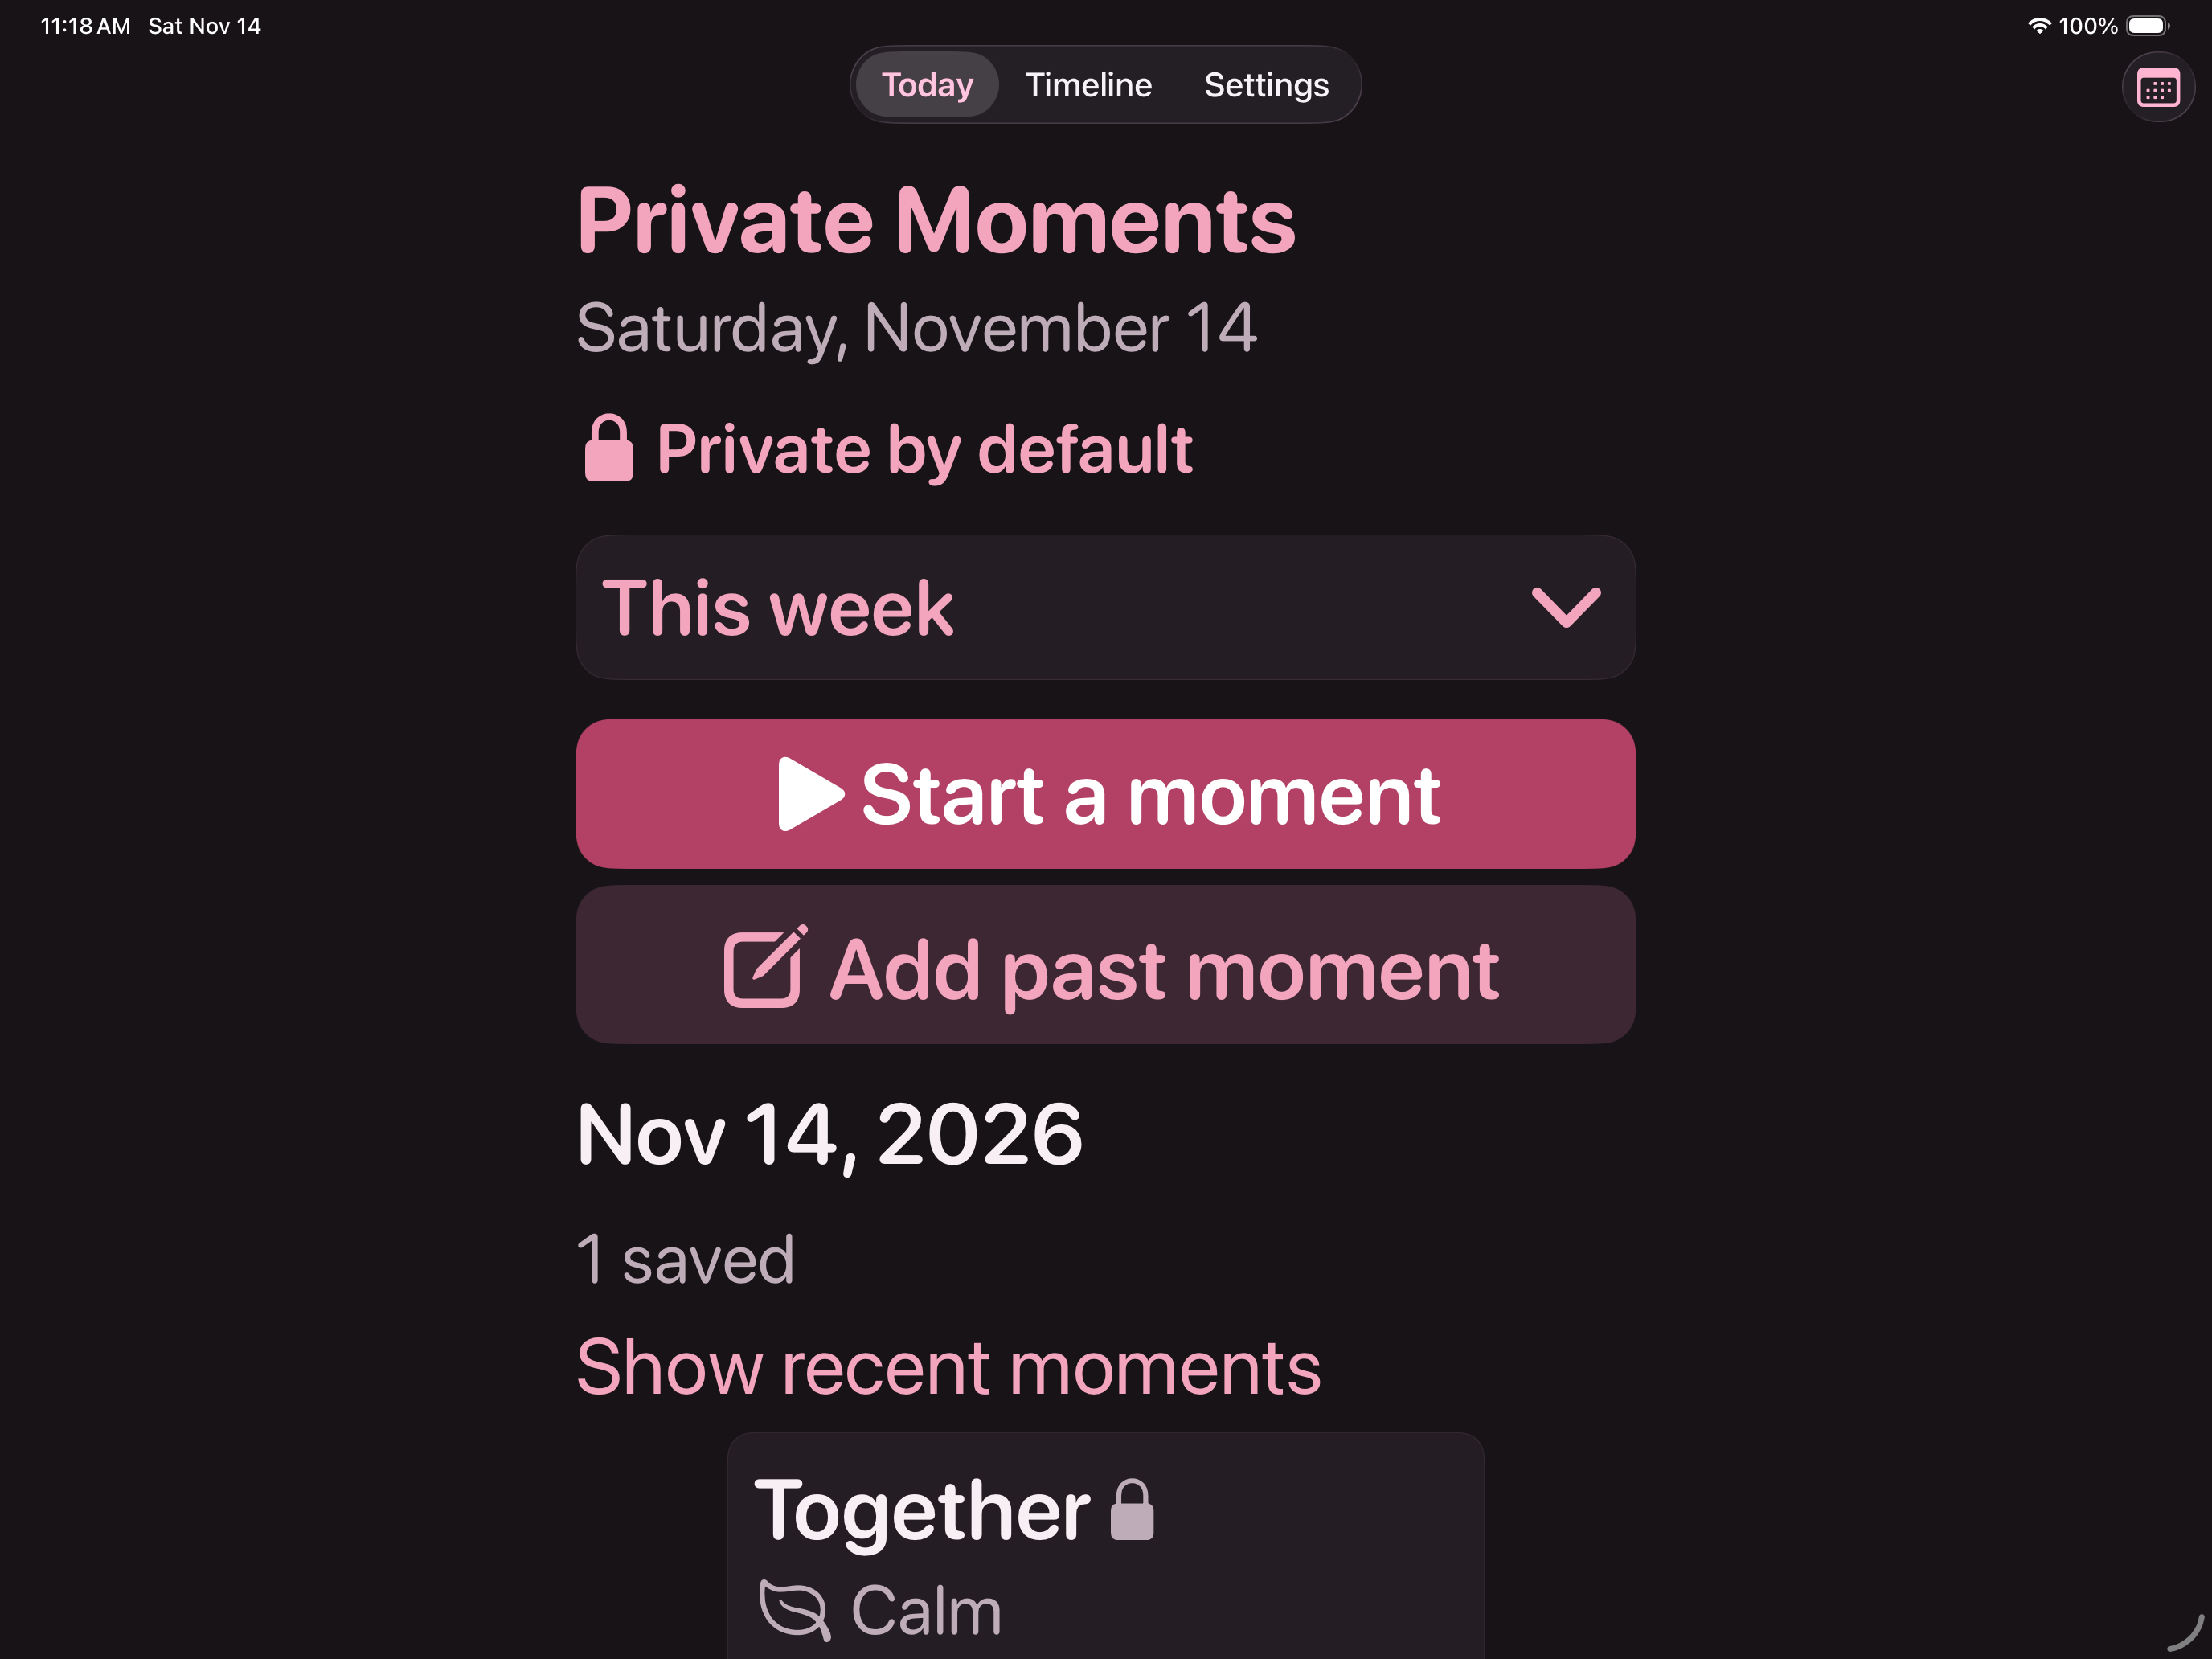 11:18 AM Sat Nov 14
100%
Today Timeline Settings
Private Moments
Saturday, November 14
Private by default
This week
Start a moment
Add past moment
Nov 14, 2026
1 saved
Show recent moments
Together
Calm